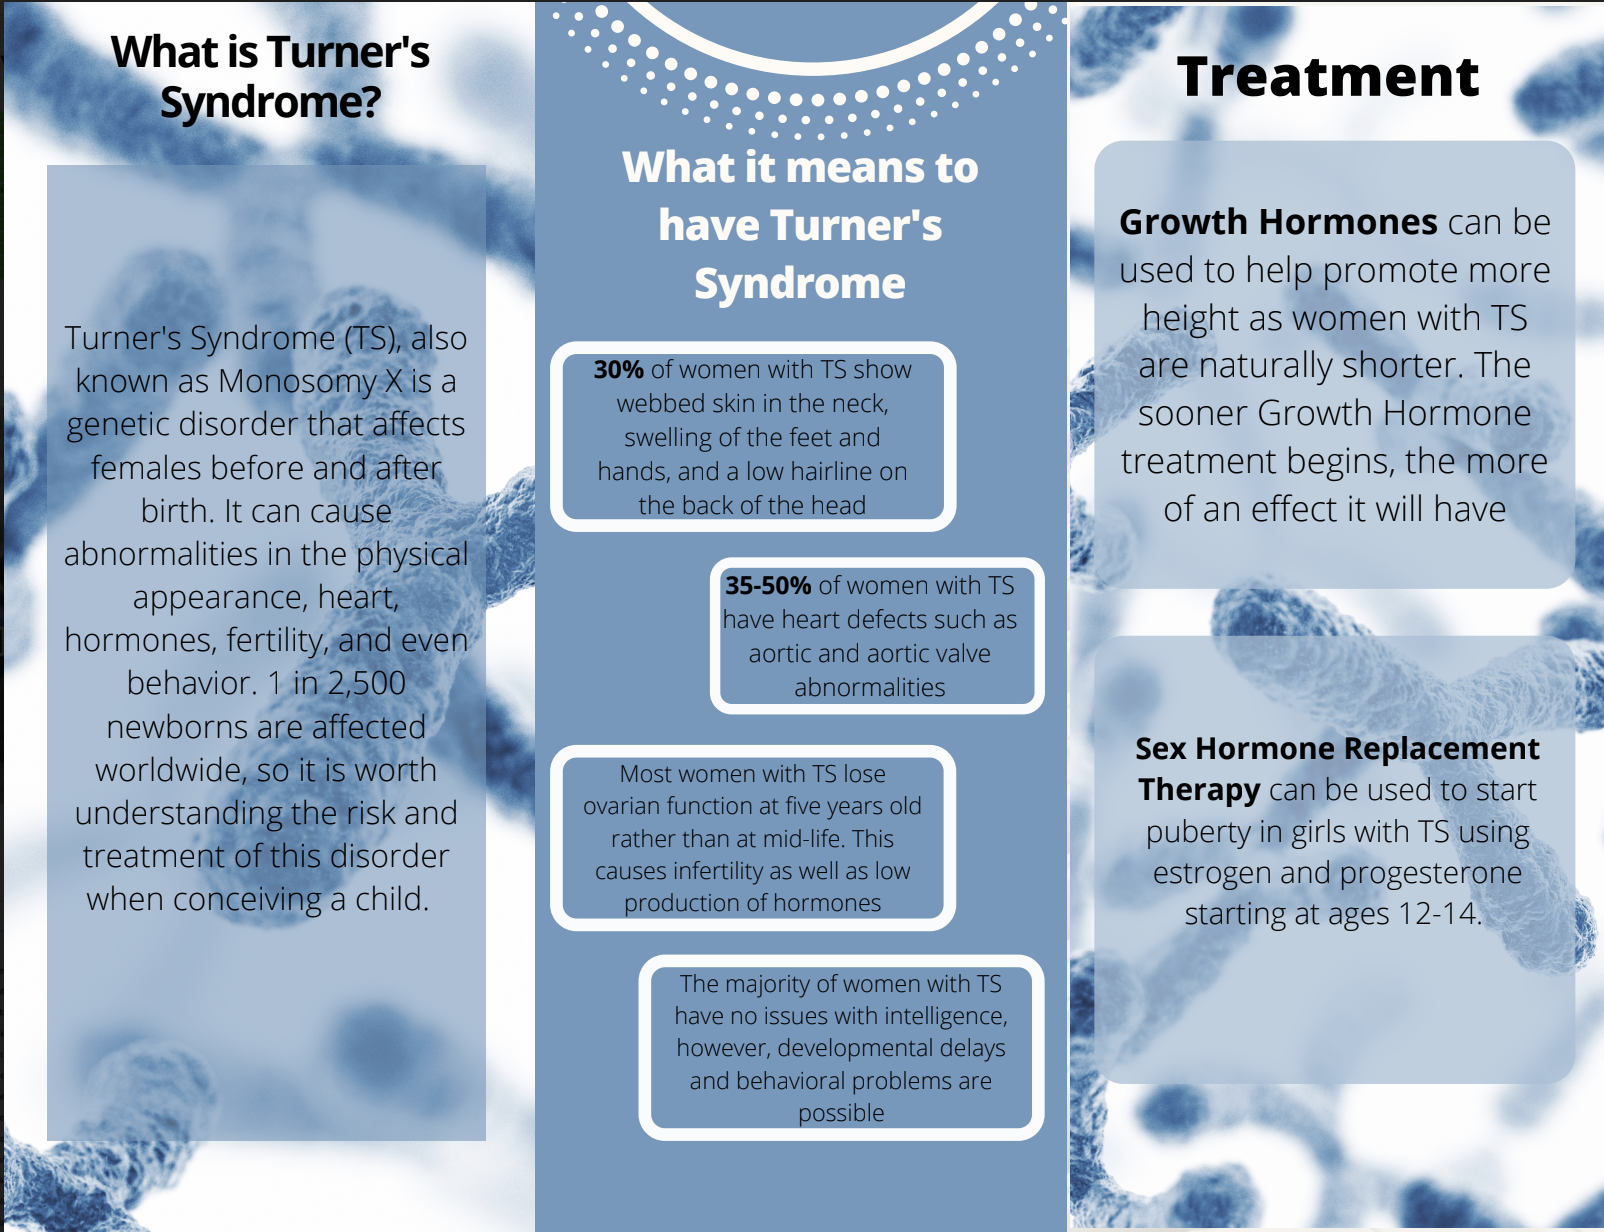 What is Turner's
Syndrome?
Turner's Syndrome (TS), also
known as Monosomy X is a
genetic disorder that affects
females before and after
birth. It can cause
abnormalities in the physical
appearance, heart,
hormones, fertility, and even
behavior. 1 in 2,500
newborns are affected
worldwide, so it is worth
understanding the risk and
treatment of this disorder
when conceiving a child.
What it means to
have Turner's
Syndrome
30% of women with TS show
webbed skin in the neck,
swelling of the feet and
hands, and a low hairline on
the back of the head
35-50% of women with TS
have heart defects such as
aortic and aortic valve
abnormalities
Most women with TS lose
ovarian function at five years old
rather than at mid-life. This
causes infertility as well as low
production of hormones
The majority of women with TS
have no issues with intelligence,
however, developmental delays
and behavioral problems are
possible
Treatment
Growth Hormones can be
used to help promote more
height as women with TS
are naturally shorter. The
sooner Growth Hormone
treatment begins, the more
of an effect it will have
Sex Hormone Replacement
Therapy can be used to start
puberty in girls with TS using
estrogen and progesterone
starting at ages 12-14.